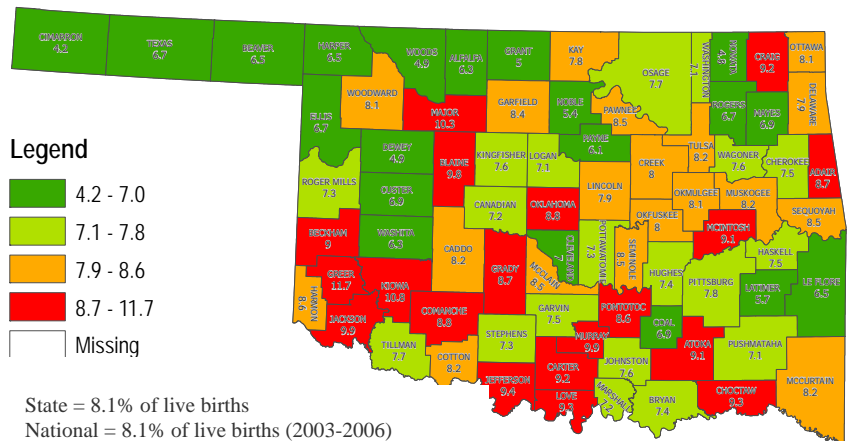 CIMARRON
4.2
TEXAS
6.7
BEAVER
6.3
HARPER
6.5
WOODS
4.9
ALFALFA
6.3
GRANT
5
KAY
7.8
OSAGE
7.7
WASHINGTON
7.1
NOWATA
4.8
CRAIG
9.2
OTTAWA
8.1
WOODWARD
8.1
MAJOR
10.3
GARFIELD
8.4
NOBLE
5.4
PAWNEE
8.5
ROGERS
6.7
MAYES
6.9
DELAWARE
7.9
ELLIS
6.7
DEWEY
4.9
BLAINE
9.8
KINGFISHER
7.6
LOGAN
7.1
PAYNE
6.1
CREEK
8
TULSA
8.2
WAGONER
7.6
CHEROKEE
7.5
ADAIR
8.7
Legend
4.2 - 7.0
7.1 - 7.8
7.9 - 8.6
8.7 - 11.7
Missing
ROGER MILLS
7.3
CUSTER
6.9
CANADIAN
7.2
OKLAHOMA
8.8
LINCOLN
7.9
OKMULGEE
8.1
MUSKOGEE
8.2
SEQUOYAH
8.5
BECKHAM
9
WASHITA
6.3
CADDO
8.2
GRADY
8.7
MCCLAIN
8.5
CLEVELAND
7
POTTAWATOMI
7.3
SEMINOLE
8.5
OKFUSKEE
8
MCINTOSH
9.1
HASKELL
7.5
GREER
11.7
KIOWA
10.8
HARMON
8.6
JACKSON
9.9
COMANCHE
8.8
GARVIN
7.5
PONTOTOC
8.6
HUGHES
7.4
PITTSBURG
7.8
LATIMER
5.7
LE FLORE
6.5
TILLMAN
7.7
COTTON
8.2
STEPHENS
7.3
MURRAY
9.9
COAL
6.9
ATOKA
9.1
PUSHMATAHA
7.1
JEFFERSON
9.4
CARTER
9.2
JOHNSTON
7.6
LOVE
9.3
MARSHALL
7.2
BRYAN
7.4
CHOCTAW
9.3
MCCURTAIN
8.2
State = 8.1% of live births
National = 8.1% of live births (2003-2006)